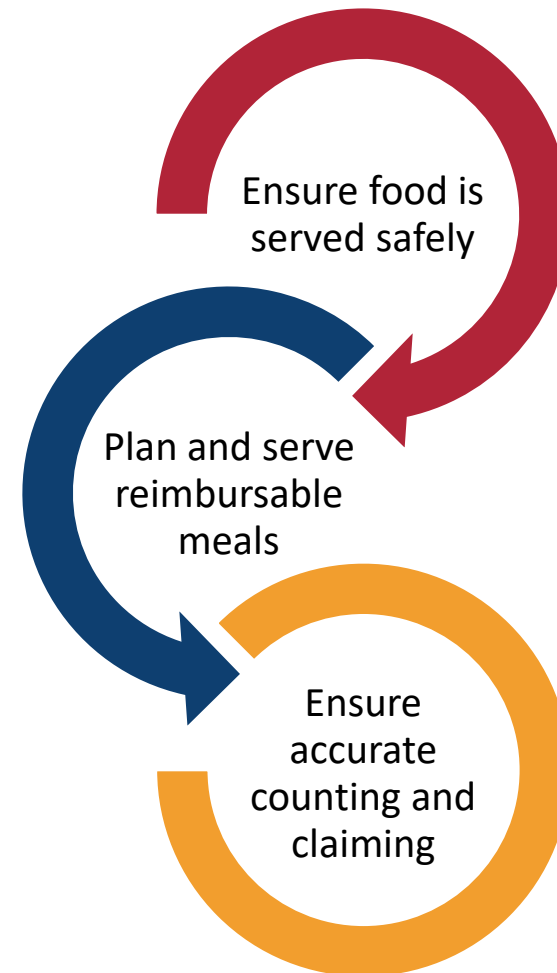 Ensure food is
served safely
Plan and serve
reimbursable
meals
Ensure
accurate
counting and
claiming